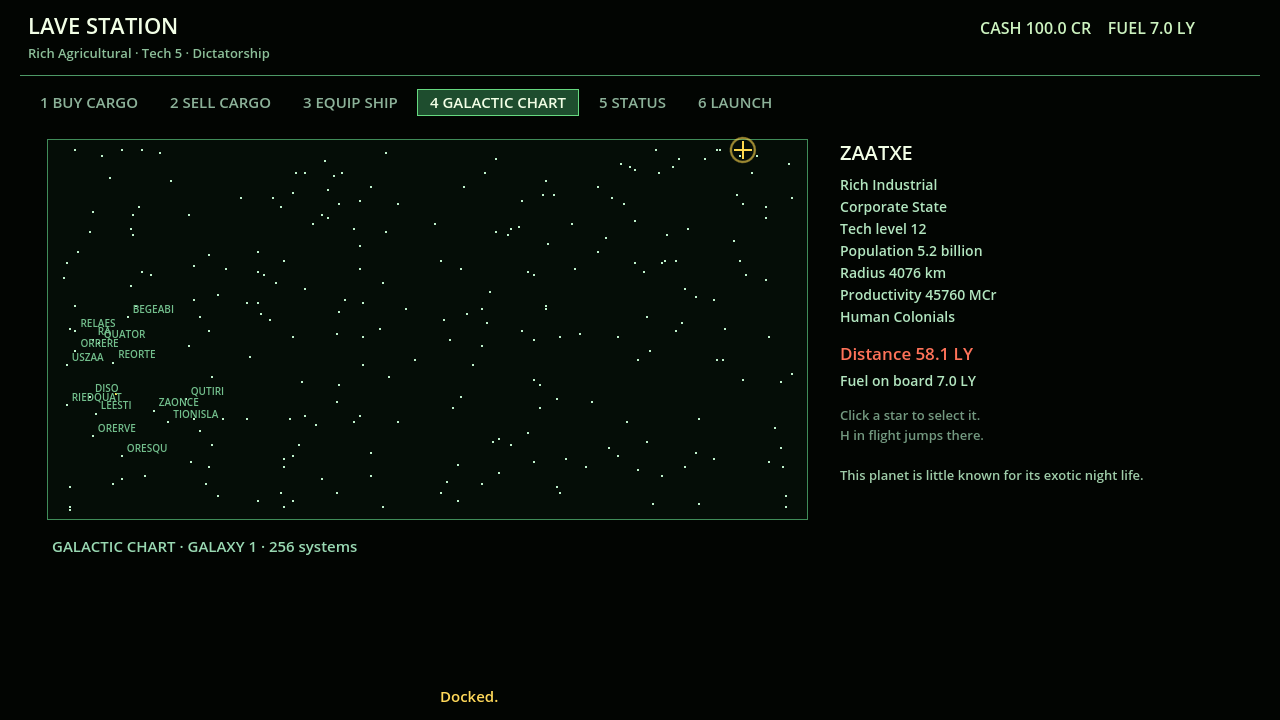 LAVE STATION
CASH 100.0 CR FUEL 7.0 LY
Rich Agricultural · Tech 5 · Dictatorship
1 BUY CARGO 2 SELL CARGO 3 EQUIP SHIP 4 GALACTIC CHART 5 STATUS 6 LAUNCH
BEGEABI
RELAES
RA
QUATOR
ORRERE
REORTE
USZAA
DISO
QUTIRI
RIEDQUAT
ZAONCE
LEESTI
TIONISLA
ORERVE
ORESQU
ZAATXE
Rich Industrial
Corporate State
Tech level 12
Population 5.2 billion
Radius 4076 km
Productivity 45760 MCr
Human Colonials
Distance 58.1 LY
Fuel on board 7.0 LY
Click a star to select it.
H in flight jumps there.
This planet is little known for its exotic night life.
GALACTIC CHART · GALAXY 1 · 256 systems
Docked.